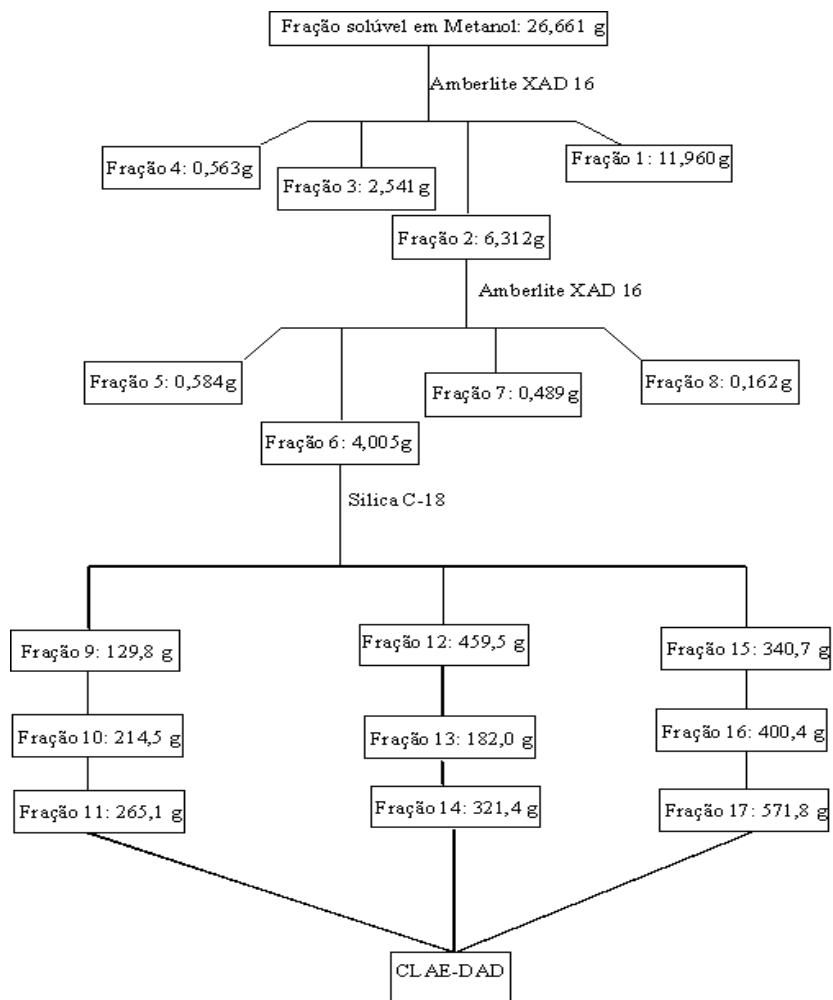 Fração solúvel em Metanol: 26,661 g
Amberlite XAD 16
Fração 4: 0,563g
Fração 3: 2,541 g
Fração 1: 11,960 g
Fração 2: 6,312g
Amberlite XAD 16
Fração 5: 0,584g
Fração 7: 0,489 g
Fração 8: 0,162g
Fração 6: 4,005g
Silica C-18
Fração 9: 129,8 g
Fração 12: 459,5 g
Fração 15: 340,7 g
Fração 10: 214,5 g
Fração 13: 182,0 g
Fração 16: 400,4 g
Fração 11: 265,1 g
Fração 14: 321,4 g
Fração 17: 571,8 g
CLAE-DAD